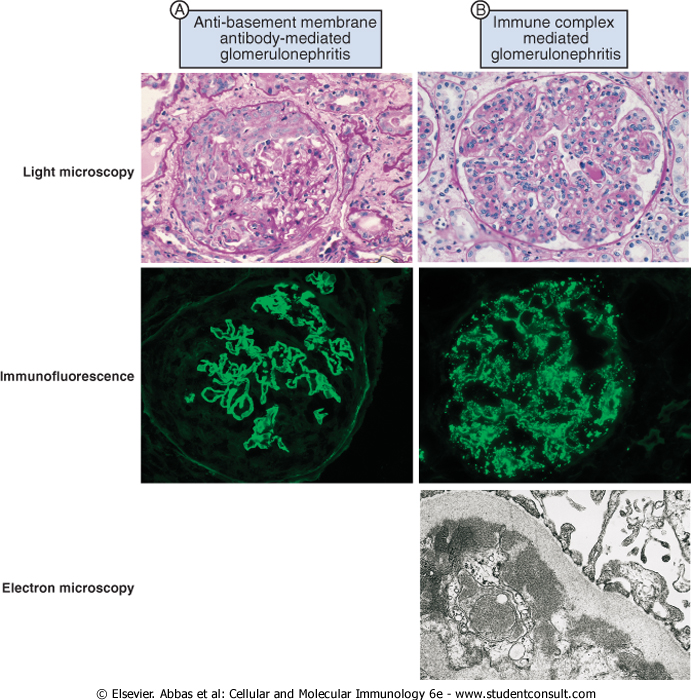 A
Anti-basement membrane
antibody-mediated
glomerulonephritis
B
Immune complex
mediated
glomerulonephritis
Light microscopy
Immunofluorescence
Electron microscopy
© Elsevier. Abbas et al: Cellular and Molecular Immunology 6e - www.studentconsult.com